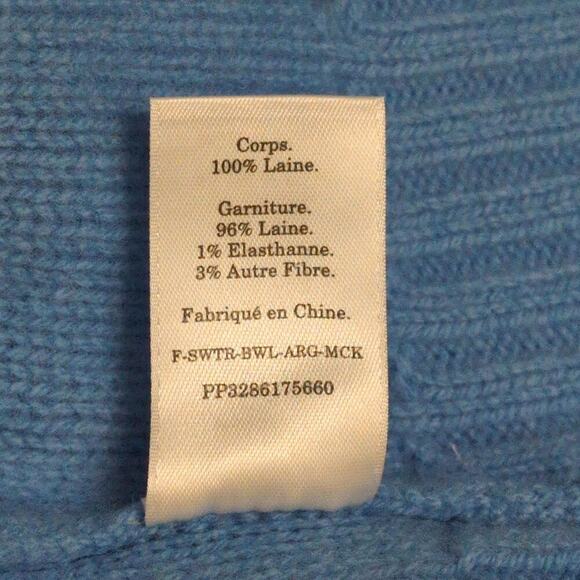 Corps.
100% Laine.
Garniture.
96% Laine.
1% Elasthanne.
3% Autre Fibre.
Fabriqué en Chine.
F-SWTR-BWL-ARG-MCK
PP3286175660